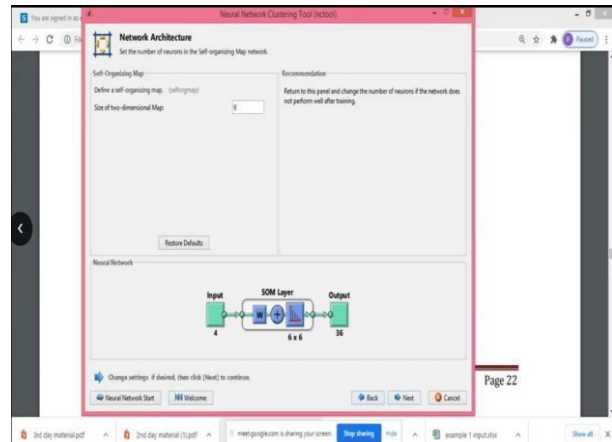 Neural Network Clustering Tool (nctool)
You are signed in as
Paused
Network Architecture
Set the number of neurons in the Self-organizing Map network.
Self-Organizing Map
Define a self-organizing map. (selforgmap)
Size of two-dimensional Map: 6
Restore Defaults
Recommendation
Return to this panel and change the number of neurons if the network does
not perform well after training.
Neural Network
Input
SOM Layer
Output
W
+
4
6 x 6
36
Change settings if desired, then click [Next] to continue.
Neural Network Start
Welcome
Back
Next
Cancel
Page 22
3rd day material.pdf
2nd day material (1).pdf
meet.google.com is sharing your screen.
Stop sharing
Hide
example 1 input.xlsx
Show all